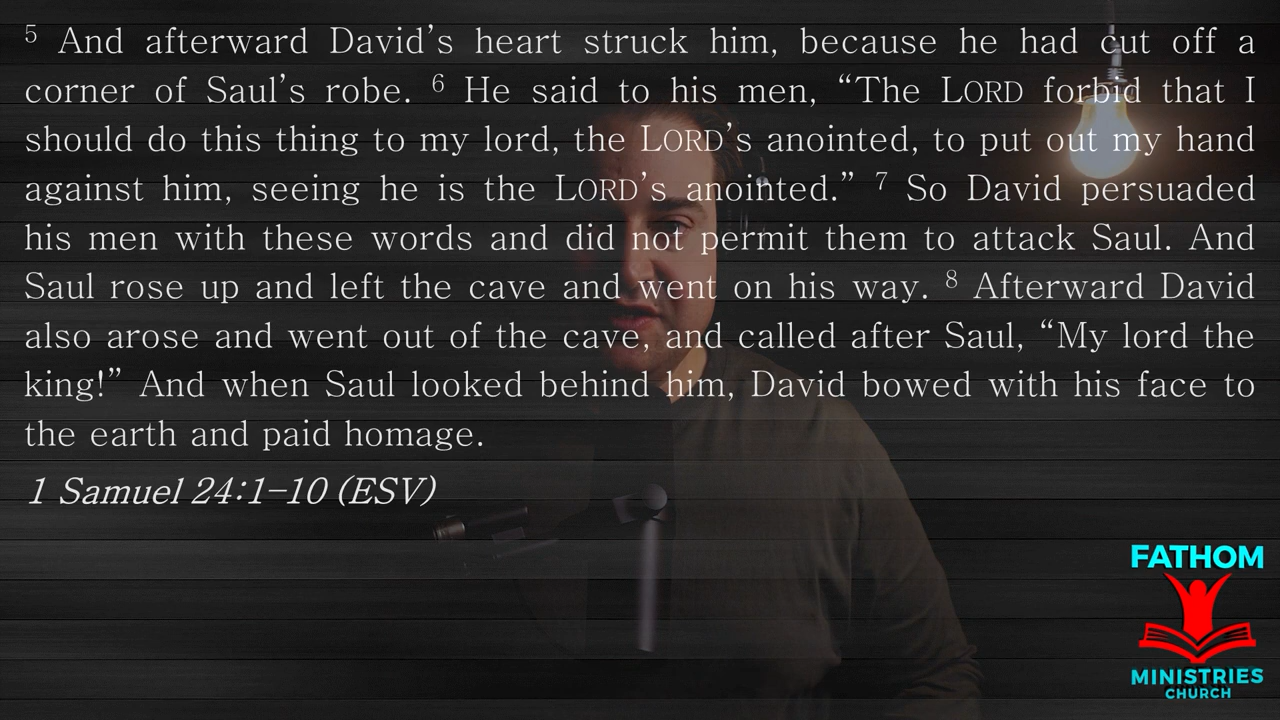 5 And afterward David’s heart struck him, because he had cut off a
corner of Saul’s robe. 6 He said to his men, “The LORD forbid that I
should do this thing to my lord, the LORD’s anointed, to put out my hand
against him, seeing he is the LORD’s anointed.” 7 So David persuaded
his men with these words and did not permit them to attack Saul. And
Saul rose up and left the cave and went on his way. 8 Afterward David
also arose and went out of the cave, and called after Saul, “My lord the
king!” And when Saul looked behind him, David bowed with his face to
the earth and paid homage.
1 Samuel 24:1–10 (ESV)
FATHOM
MINISTRIES
CHURCH